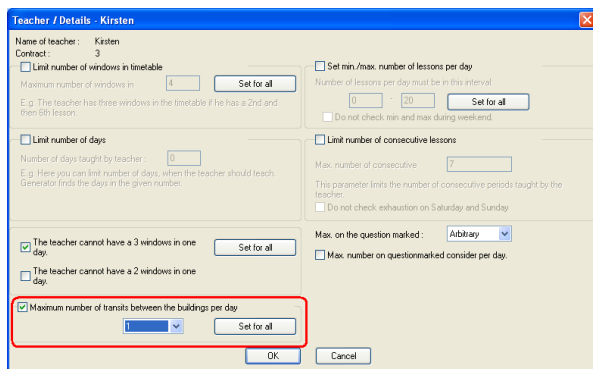 Teacher / Details - Kirsten
Name of teacher : Kirsten
Contract : 3
Limit number of windows in timetable
Maximum number of windows in 4 Set for all
E.g. The teacher has three windows in the timetable if he has a 2nd and
then 6th lesson.
Set min./max. number of lessons per day
Number of lessons per day must be in this interval
0 - 20 Set for all
Do not check min and max during weekend.
Limit number of days
Number of days taught by teacher : 0
E.g. Here you can limit number of days, when the teacher should teach.
Generator finds the days in the given number.
Limit number of consecutive lessons
Max. number of consecutive 7
This parameter limits the number of consecutive periods taught by the
teacher.
Do not check exhaustion on Saturday and Sunday
The teacher cannot have a 3 windows in one
day.
Set for all
The teacher cannot have a 2 windows in one
day.
Max. on the question marked : Arbitrary
Max. number on questionmarked consider per day.
Maximum number of transits between the buildings per day
1 Set for all
OK Cancel